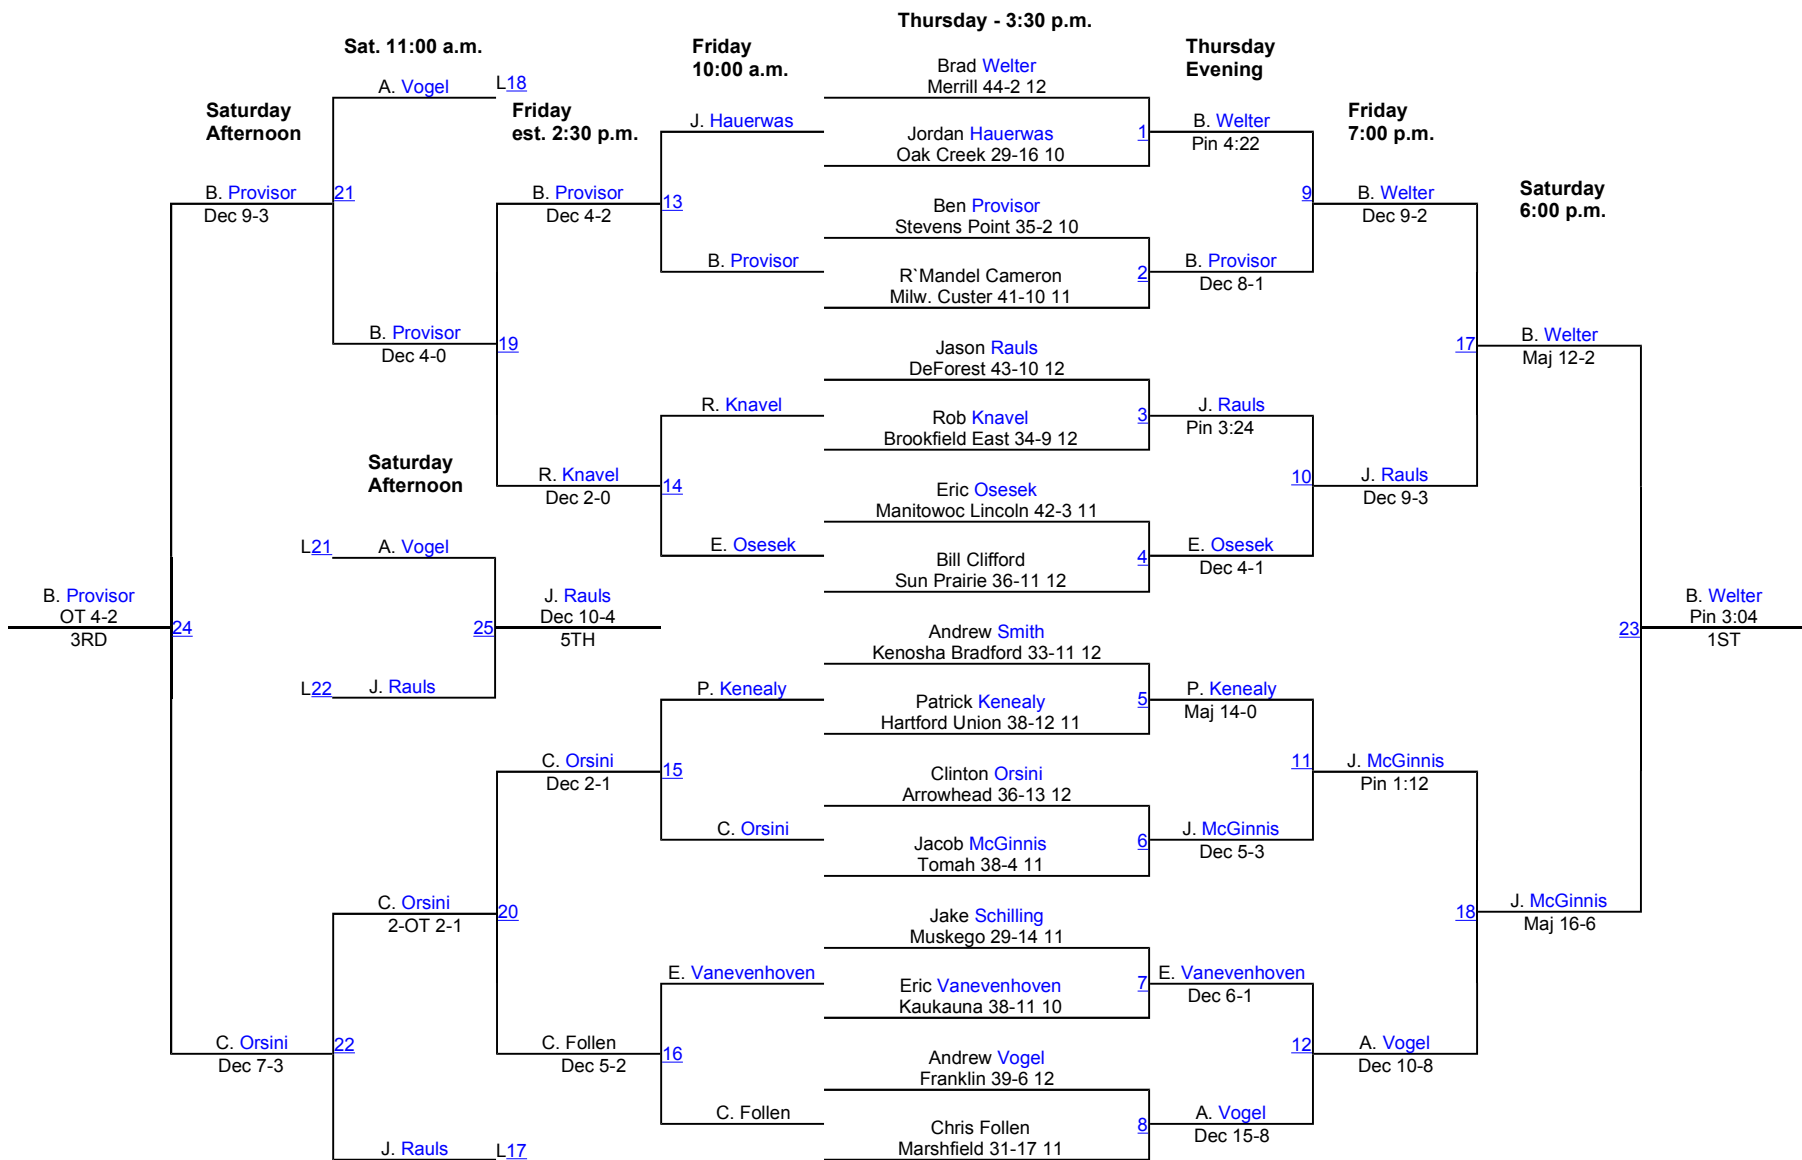 Thursday - 3:30 p.m.
Sat. 11:00 a.m.
Friday
10:00 a.m.
Thursday
Evening
Brad Welter
Merrill 44-2 12
A. Vogel
L18
Saturday
Afternoon
Friday
est. 2:30 p.m.
Friday
7:00 p.m.
J. Hauerwas
Jordan Hauerwas
Oak Creek 29-16 10
1
B. Welter
Pin 4:22
B. Provisor
Dec 9-3
21
B. Provisor
Dec 4-2
13
Ben Provisor
Stevens Point 35-2 10
9
B. Welter
Dec 9-2
Saturday
6:00 p.m.
B. Provisor
R`Mandel Cameron
Milw. Custer 41-10 11
2
B. Provisor
Dec 8-1
B. Provisor
Dec 4-0
19
Jason Rauls
DeForest 43-10 12
17
B. Welter
Maj 12-2
R. Knavel
Rob Knavel
Brookfield East 34-9 12
3
J. Rauls
Pin 3:24
Saturday
Afternoon
R. Knavel
Dec 2-0
14
Eric Osesek
Manitowoc Lincoln 42-3 11
10
J. Rauls
Dec 9-3
L21
A. Vogel
E. Osesek
Bill Clifford
Sun Prairie 36-11 12
4
E. Osesek
Dec 4-1
B. Provisor
OT 4-2
3RD
24
25
J. Rauls
Dec 10-4
5TH
Andrew Smith
Kenosha Bradford 33-11 12
23
B. Welter
Pin 3:04
1ST
L22
J. Rauls
P. Kenealy
Patrick Kenealy
Hartford Union 38-12 11
5
P. Kenealy
Maj 14-0
C. Orsini
Dec 2-1
15
Clinton Orsini
Arrowhead 36-13 12
11
J. McGinnis
Pin 1:12
C. Orsini
Jacob McGinnis
Tomah 38-4 11
6
J. McGinnis
Dec 5-3
C. Orsini
2-OT 2-1
20
Jake Schilling
Muskego 29-14 11
18
J. McGinnis
Maj 16-6
E. Vanevenhoven
Eric Vanevenhoven
Kaukauna 38-11 10
7
E. Vanevenhoven
Dec 6-1
C. Orsini
Dec 7-3
22
C. Follen
Dec 5-2
16
Andrew Vogel
Franklin 39-6 12
12
A. Vogel
Dec 10-8
C. Follen
Chris Follen
Marshfield 31-17 11
8
A. Vogel
Dec 15-8
J. Rauls
L17